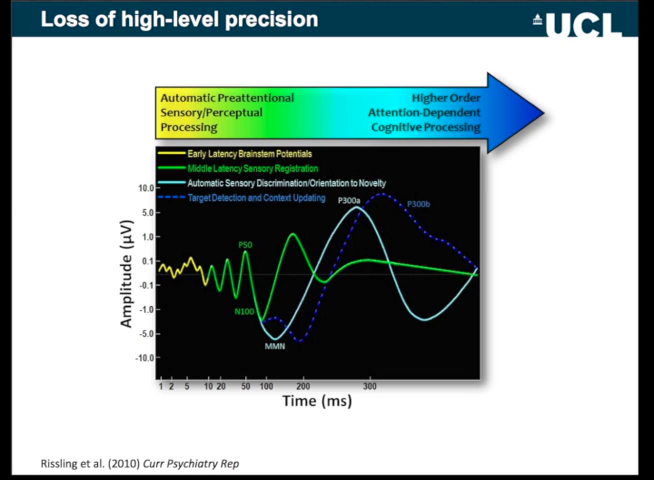 Loss of high-level precision
UCL
Automatic Preattentional
Sensory/Perceptual
Processing
Higher Order
Attention-Dependent
Cognitive Processing
Early Latency Brainstem Potentials
Middle Latency Sensory Registration
Automatic Sensory Discrimination/Orientation to Novelty
Target Detection and Context Updating
P300a
P300b
P50
N100
MMN
Amplitude (µV)
10.0
5.0
1.0
0.1
-0.1
-1.0
-5.0
-10.0
1 2 5 10 20 50 100 200 300
Time (ms)
Rissling et al. (2010) Curr Psychiatry Rep